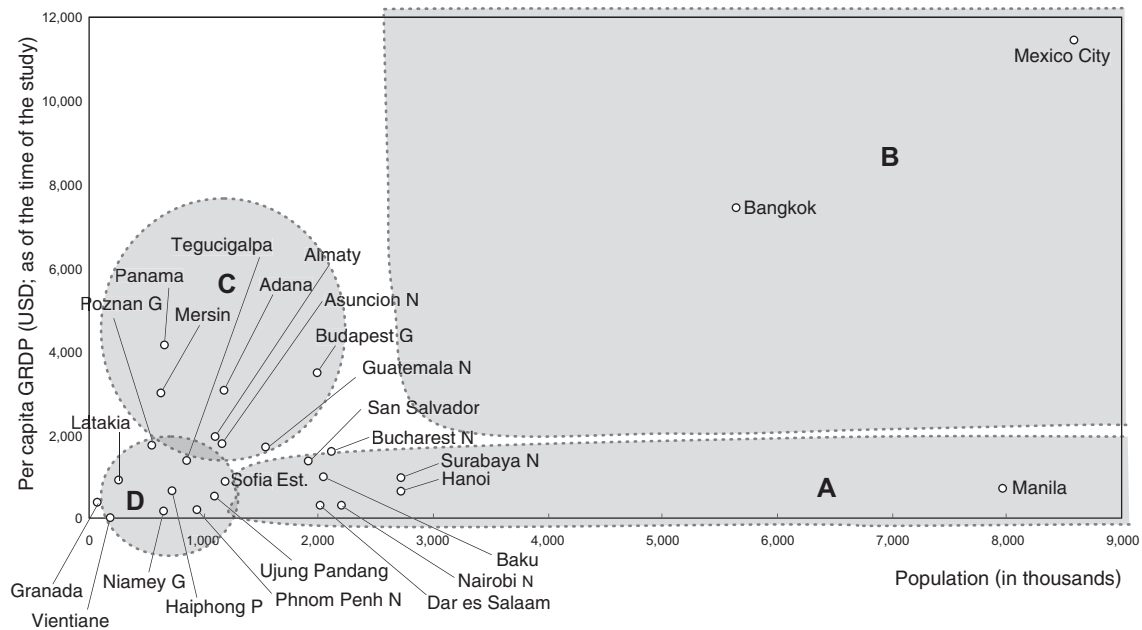 Per capita GRDP (USD; as of the time of the study)
12,000
10,000
8,000
6,000
4,000
2,000
0
Mexico City
B
Bangkok
Tegucigalpa
Almaty
Panama
C
Adana
Poznan G
Mersin
Asuncion N
Budapest G
Guatemala N
San Salvador
Latakia
Bucharest N
Surabaya N
Sofia Est.
Hanoi
D
A
Manila
0
1,000
2,000
3,000
4,000
5,000
6,000
7,000
8,000
9,000
Baku
Ujung Pandang
Population (in thousands)
Granada
Niamey G
Nairobi N
Vientiane
Haiphong P
Phnom Penh N
Dar es Salaam